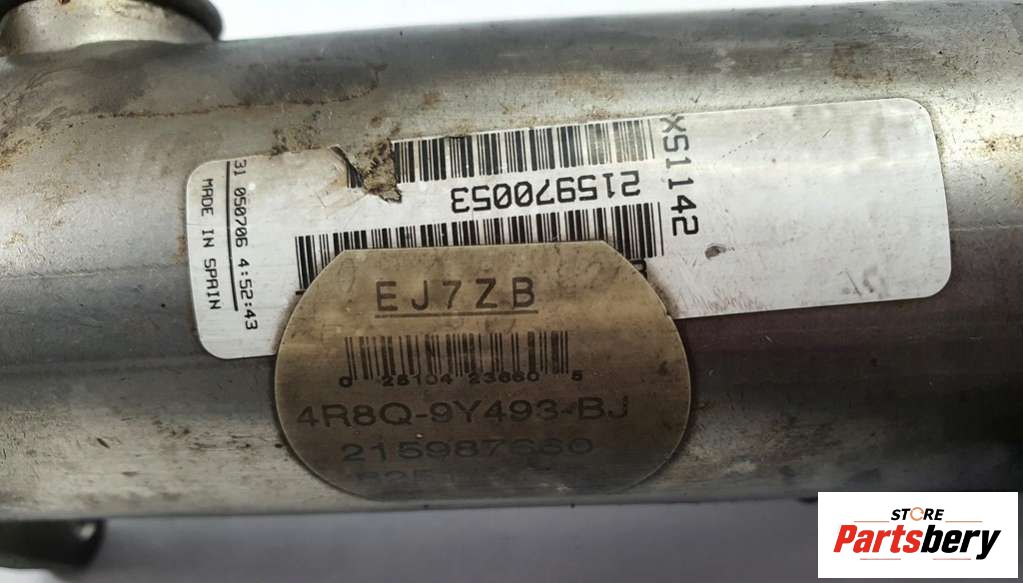 XS1142
215970053
31 050706 4:52:43
MADE IN SPAIN
EJ7ZB
0 25104 23660 5
4R8Q-9Y493-BJ
215987660
STORE
Partsbery